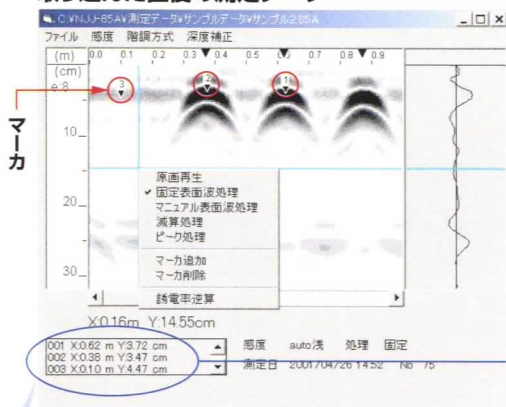 C:¥NJJ-85A¥測定データ¥サンプルデータ¥サンプル2.85A
ファイル 感度 階調方式 深度補正
(m) 0.0 0.1 0.2 0.3 0.4 0.5 0.6 0.7 0.8 0.9
(cm)
3
2
1
マーカ
10
20
30
原画再生
✓ 固定表面波処理
マニュアル表面波処理
減算処理
ピーク処理
マーカ追加
マーカ削除
誘電率逆算
X:0.16m Y:14.55cm
001 X:0.62 m Y:3.72 cm
002 X:0.38 m Y:3.47 cm
003 X:0.10 m Y:4.47 cm
感度 auto浅 処理 固定
測定日 2001/04/26 14:52 No 75